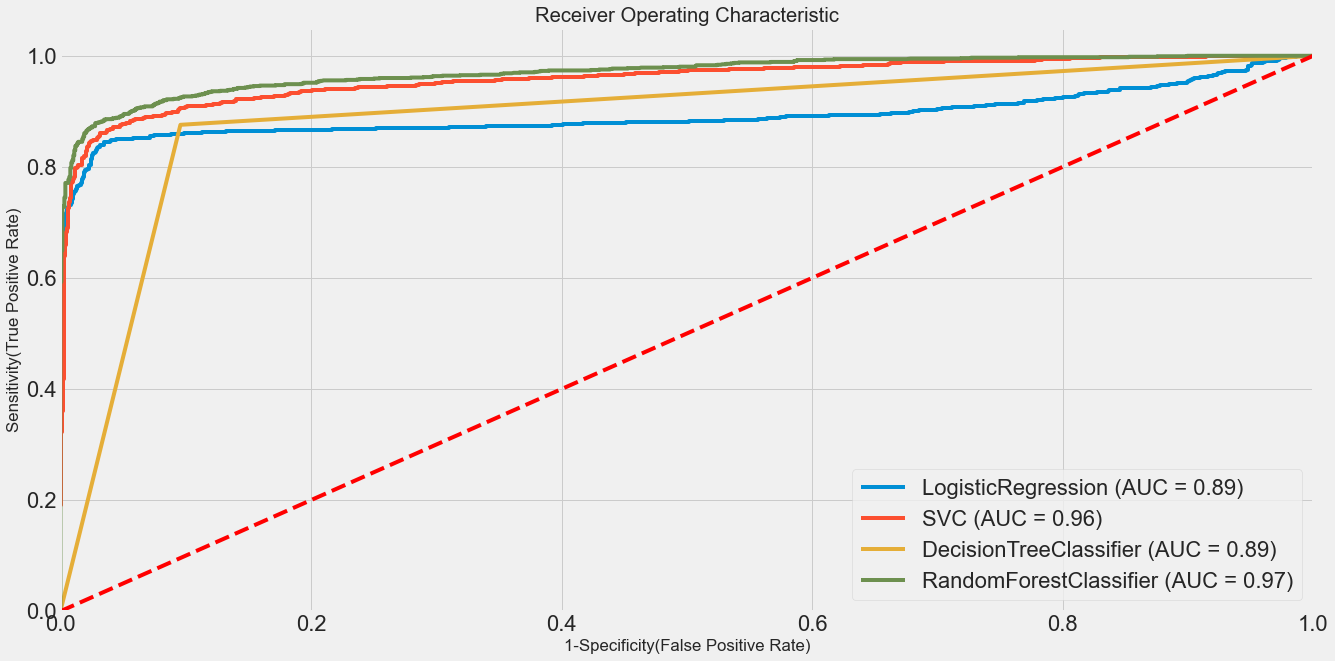 Receiver Operating Characteristic
1.0
0.8
0.6
0.4
0.2
0.0
Sensitivity(True Positive Rate)
LogisticRegression (AUC = 0.89)
SVC (AUC = 0.96)
DecisionTreeClassifier (AUC = 0.89)
RandomForestClassifier (AUC = 0.97)
0.0 0.2 0.4 0.6 0.8 1.0
1-Specificity(False Positive Rate)